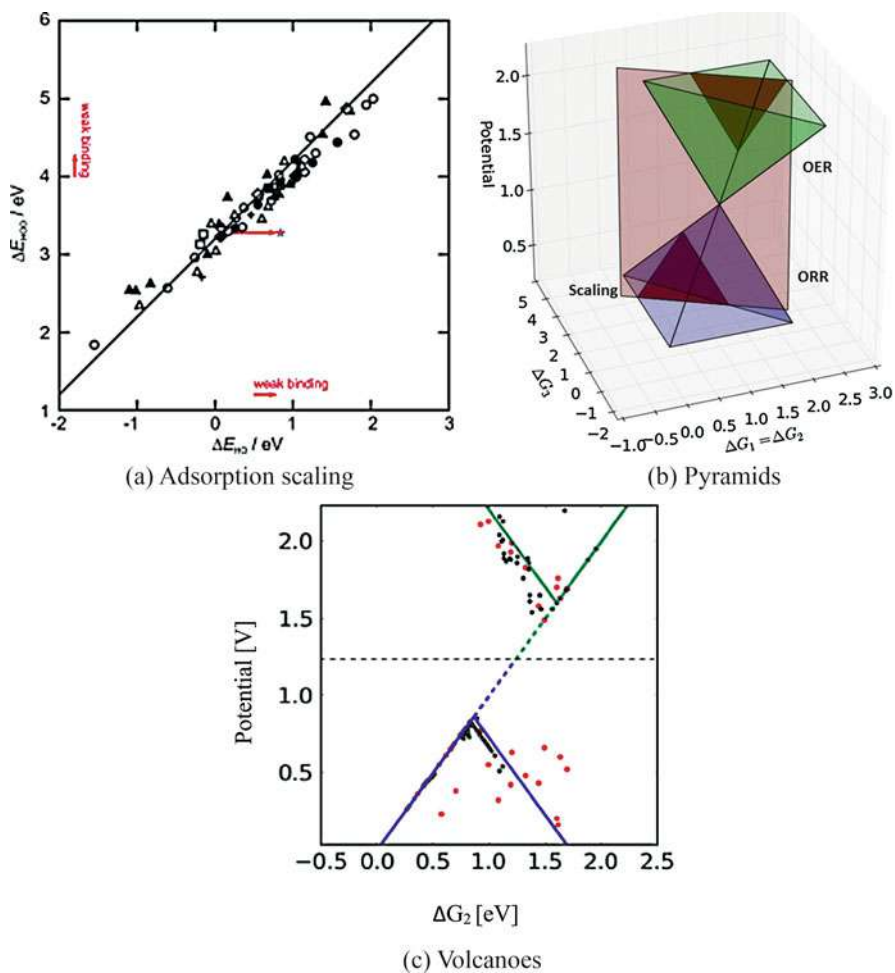 6
5
4
3
2
1
ΔE_HOO / eV
weak binding
weak binding
-2
-1
0
1
2
3
ΔE_HO / eV
(a) Adsorption scaling
2.0
1.5
1.0
0.5
Potential
OER
ORR
Scaling
5
4
3
2
1
0
−1
−2
ΔG₃
−1.0
−0.5
0.0
0.5
1.0
1.5
2.0
2.5
3.0
ΔG₁ = ΔG₂
(b) Pyramids
2.0
1.5
1.0
0.5
Potential [V]
−0.5
0.0
0.5
1.0
1.5
2.0
2.5
ΔG₂ [eV]
(c) Volcanoes